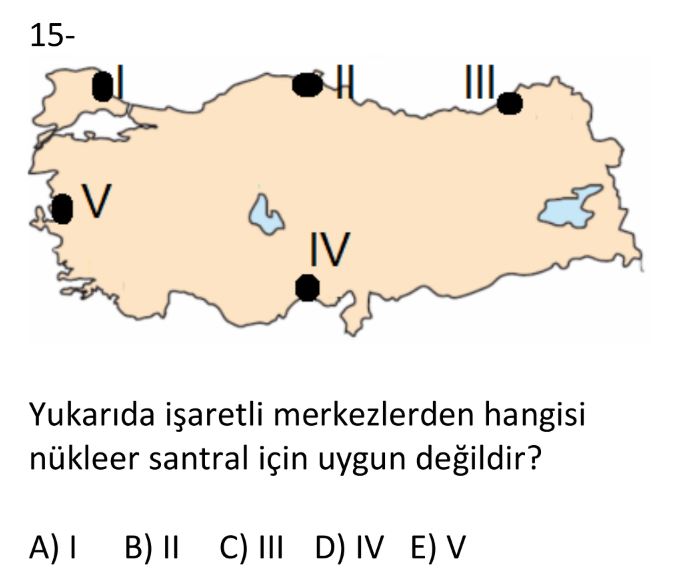 15-
I
II
III
V
IV
Yukarıda işaretli merkezlerden hangisi
nükleer santral için uygun değildir?
A) I B) II C) III D) IV E) V